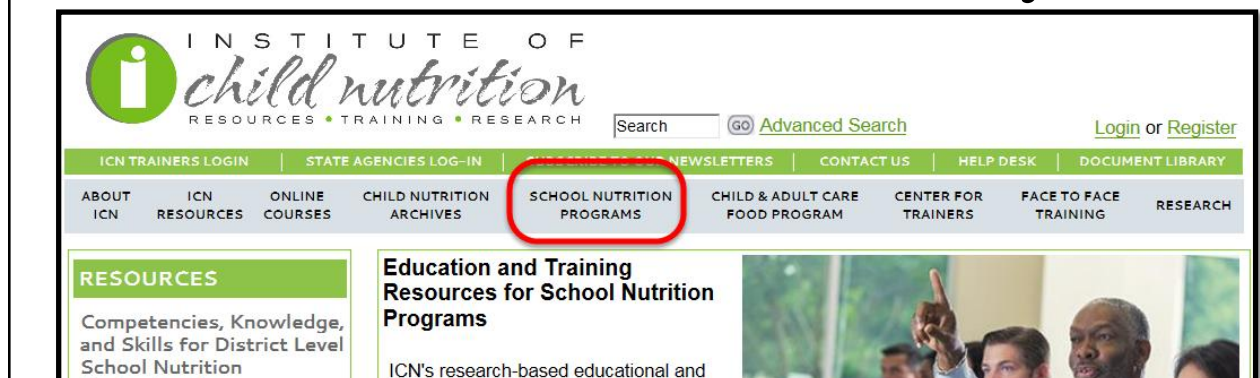 INSTITUTE OF
child nutrition
RESOURCES • TRAINING • RESEARCH
Search GO Advanced Search
Login or Register
ICN TRAINERS LOGIN | STATE AGENCIES LOG-IN | NEWSLETTERS | CONTACT US | HELP DESK | DOCUMENT LIBRARY
ABOUT ICN
ICN RESOURCES
ONLINE COURSES
CHILD NUTRITION ARCHIVES
SCHOOL NUTRITION PROGRAMS
CHILD & ADULT CARE FOOD PROGRAM
CENTER FOR TRAINERS
FACE TO FACE TRAINING
RESEARCH
RESOURCES
Competencies, Knowledge,
and Skills for District Level
School Nutrition
Education and Training
Resources for School Nutrition
Programs
ICN's research-based educational and